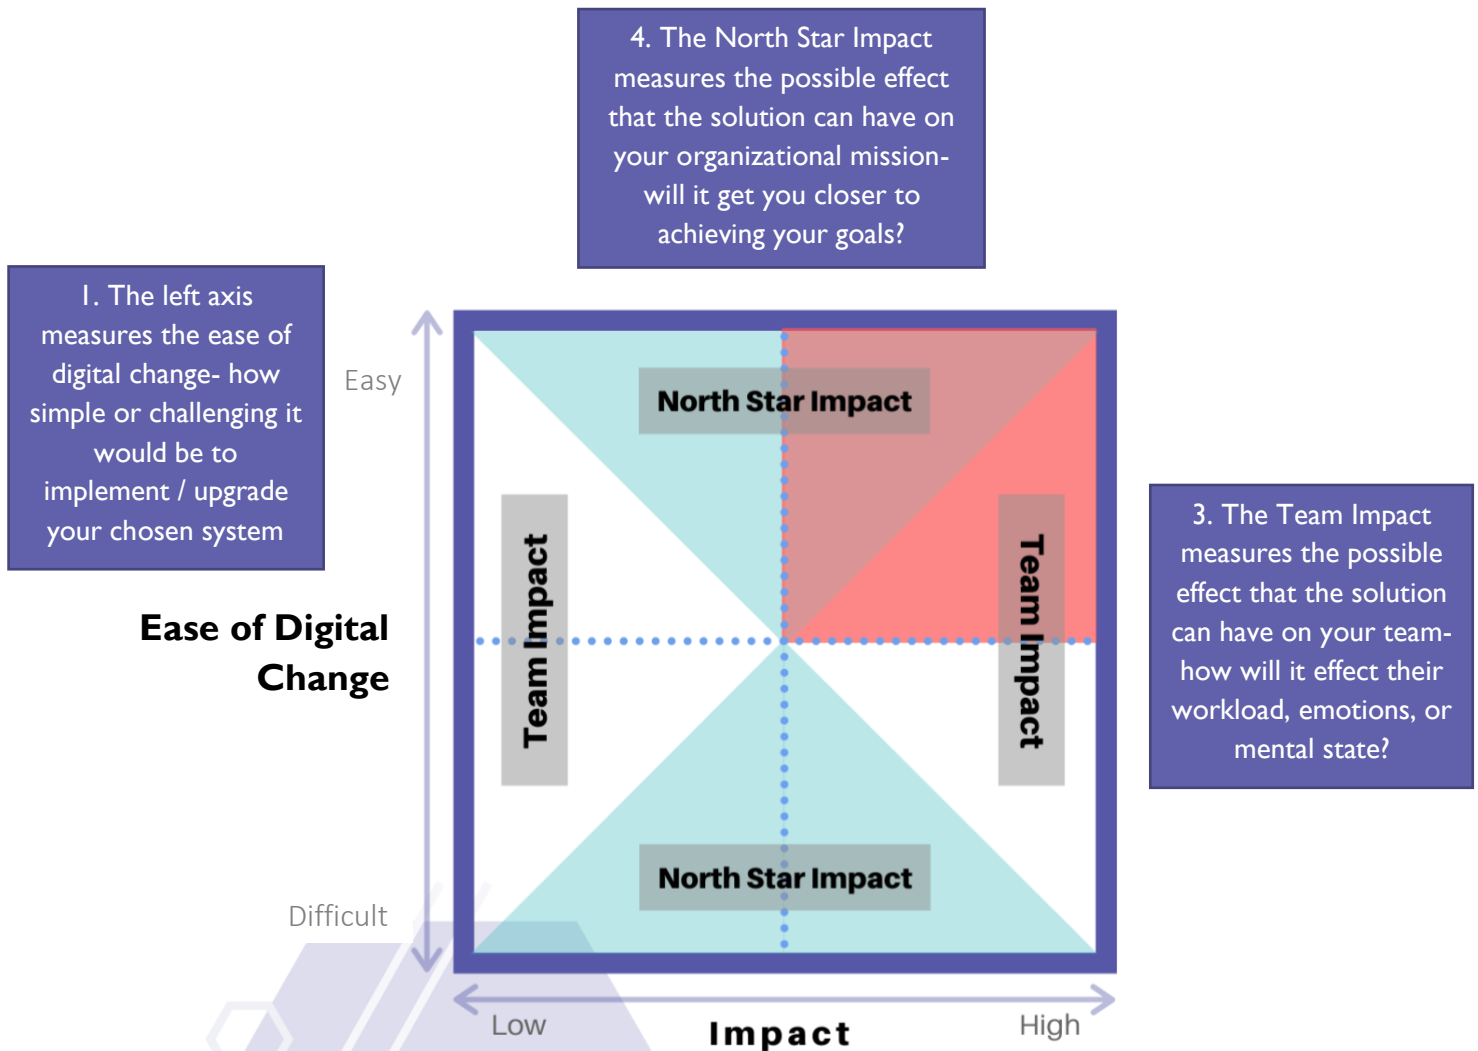 4. The North Star Impact
measures the possible effect
that the solution can have on
your organizational mission-
will it get you closer to
achieving your goals?
1. The left axis
measures the ease of
digital change- how
simple or challenging it
would be to
implement / upgrade
your chosen system
Easy
North Star Impact
3. The Team Impact
measures the possible
effect that the solution
can have on your team-
how will it effect their
workload, emotions, or
mental state?
Ease of Digital
Change
Team Impact
Team Impact
North Star Impact
Difficult
Low
Impact
High